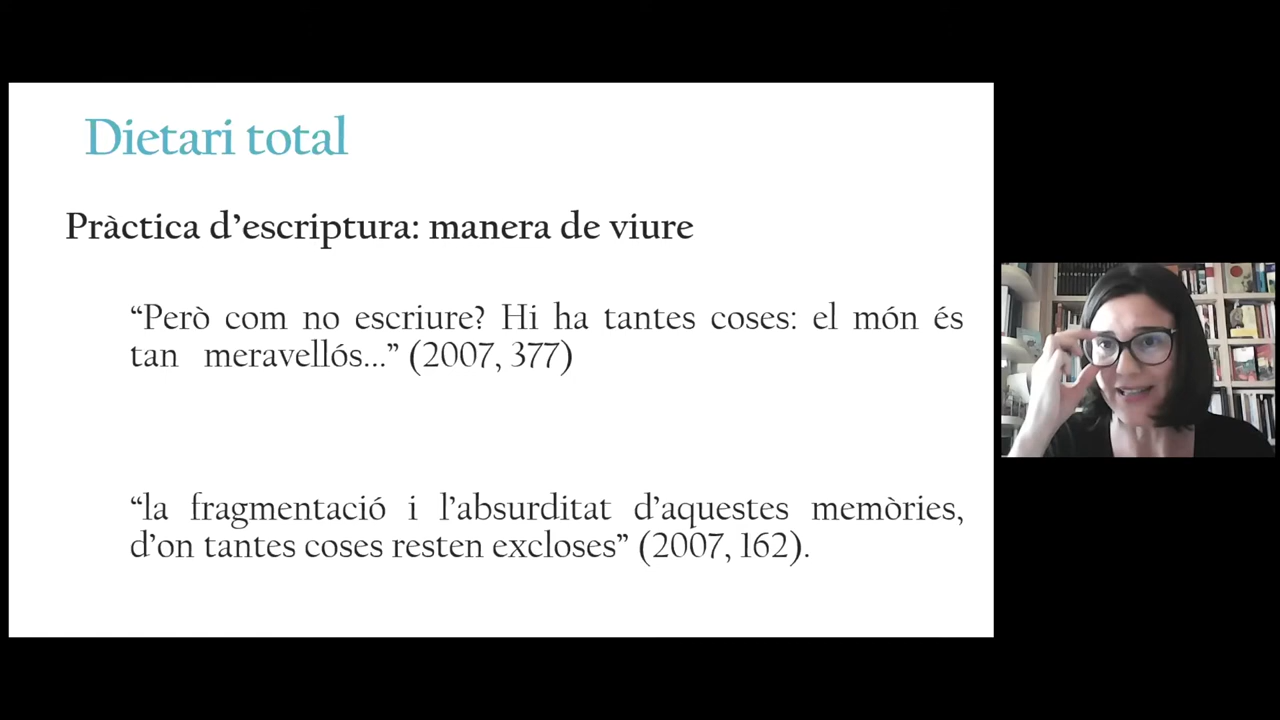 Dietari total
Pràctica d’escriptura: manera de viure
“Però com no escriure? Hi ha tantes coses: el món és
tan meravellós...” (2007, 377)
“la fragmentació i l’absurditat d’aquestes memòries,
d’on tantes coses resten excloses” (2007, 162).